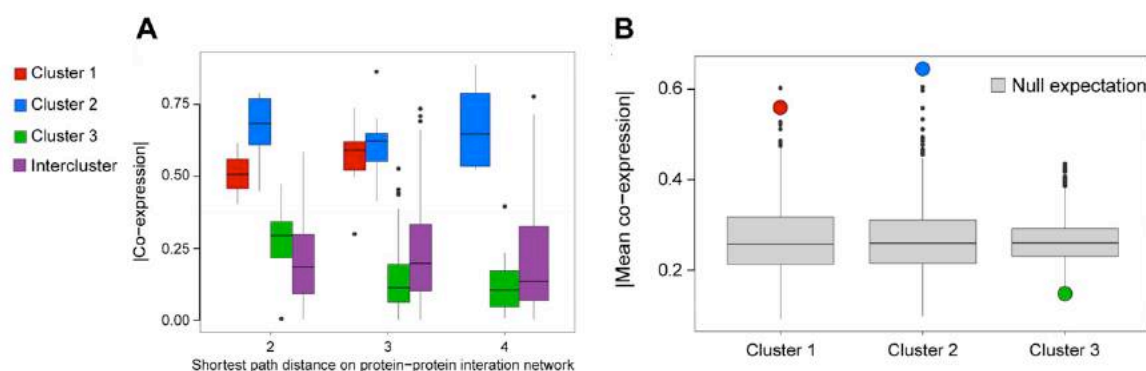 A
B
Cluster 1
Cluster 2
Cluster 3
Intercluster
|Co-expression|
0.75
0.50
0.25
0.00
2
3
4
Shortest path distance on protein-protein interation network
|Mean co-expression|
0.6
0.4
0.2
Null expectation
Cluster 1
Cluster 2
Cluster 3